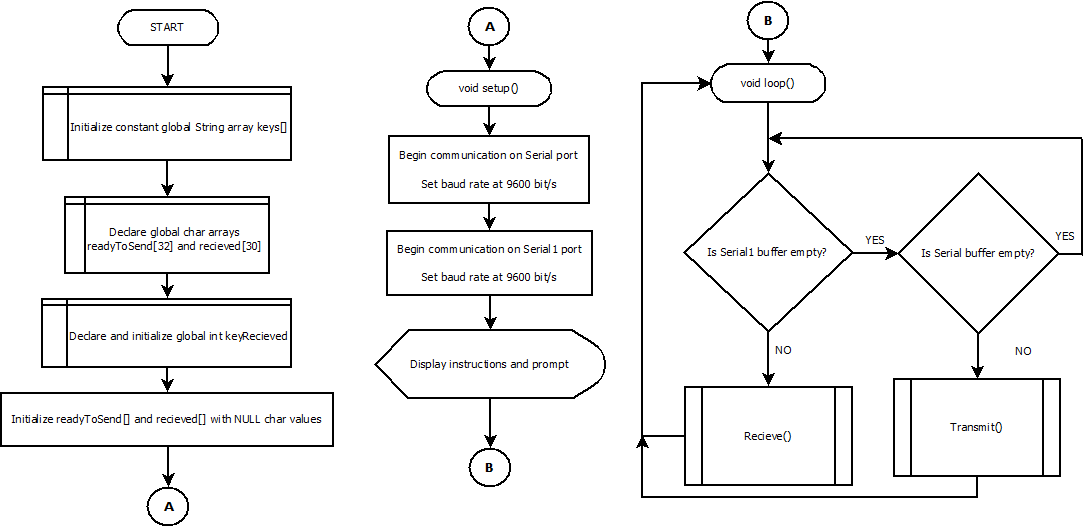 START
Initialize constant global String array keys[]
Declare global char arrays
readyToSend[32] and recieved[30]
Declare and initialize global int keyRecieved
Initialize readyToSend[] and recieved[] with NULL char values
A
A
void setup()
Begin communication on Serial port
Set baud rate at 9600 bit/s
Begin communication on Serial1 port
Set baud rate at 9600 bit/s
Display instructions and prompt
B
B
void loop()
Is Serial1 buffer empty?
YES
Is Serial buffer empty?
YES
NO
NO
Recieve()
Transmit()